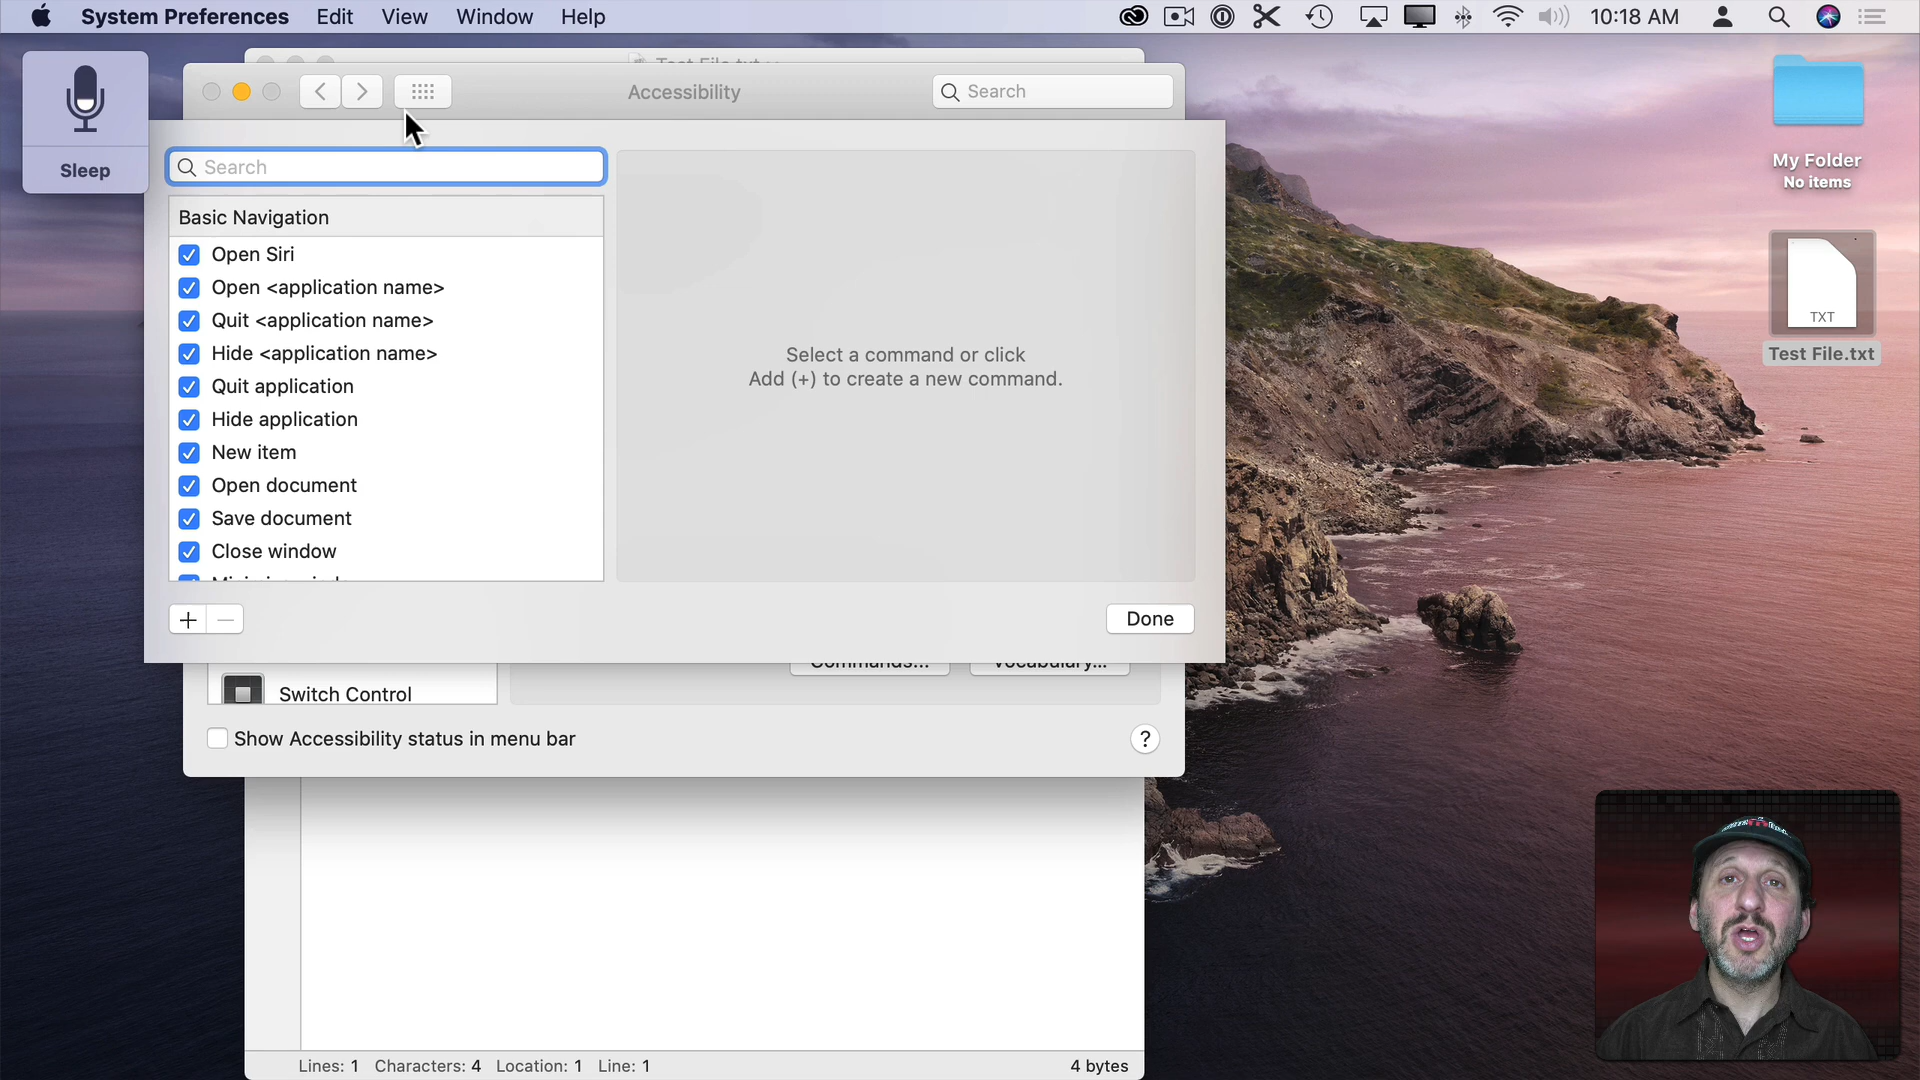 System Preferences Edit View Window Help
10:18 AM
Sleep
Accessibility
Search
Search
Basic Navigation
Open Siri
Open <application name>
Quit <application name>
Hide <application name>
Quit application
Hide application
New item
Open document
Save document
Close window
Select a command or click
Add (+) to create a new command.
Done
Commands... Vocabulary...
Switch Control
Show Accessibility status in menu bar
?
Lines: 1 Characters: 4 Location: 1 Line: 1
4 bytes
My Folder
No items
TXT
Test File.txt